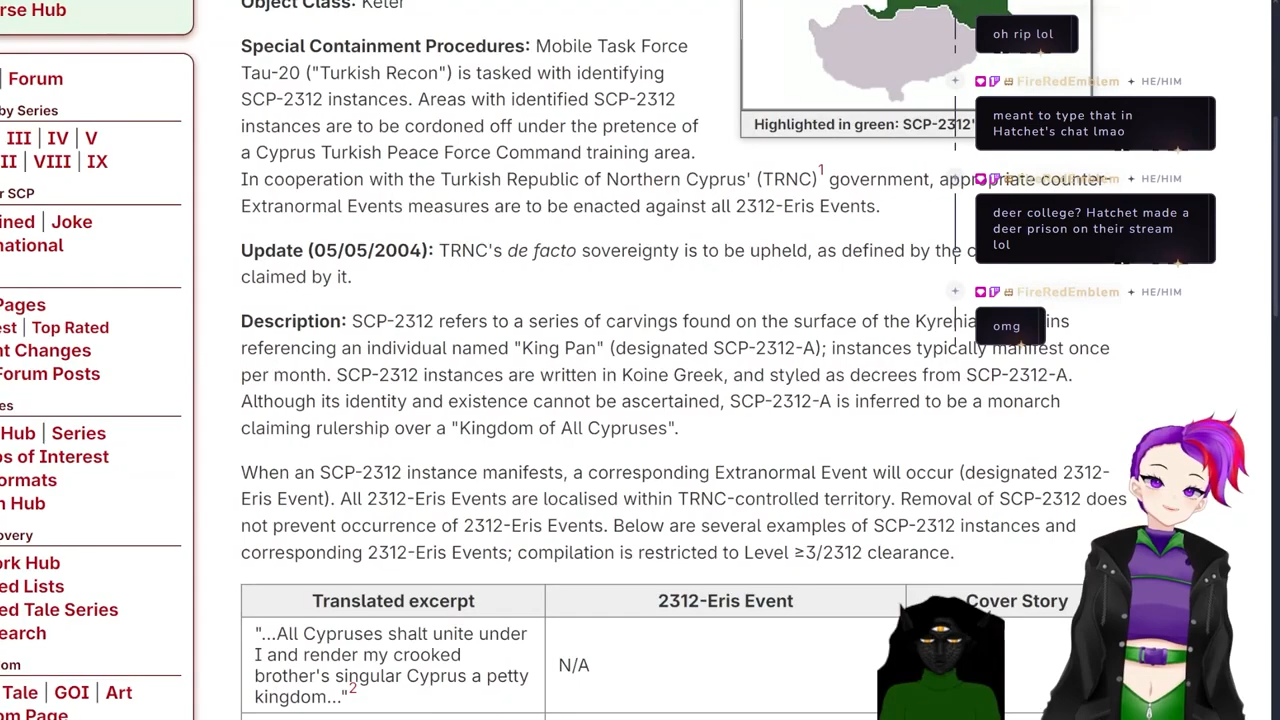 rse Hub
| Forum
by Series
III | IV | V
II | VIII | IX
r SCP
ined | Joke
national
Pages
est | Top Rated
nt Changes
Forum Posts
es
Hub | Series
os of Interest
ormats
n Hub
overy
ork Hub
ed Lists
ed Tale Series
earch
om
Tale | GOI | Art
om Page
Object Class: Keter
Special Containment Procedures: Mobile Task Force
Tau-20 ("Turkish Recon") is tasked with identifying
SCP-2312 instances. Areas with identified SCP-2312
instances are to be cordoned off under the pretence of
a Cyprus Turkish Peace Force Command training area.
In cooperation with the Turkish Republic of Northern Cyprus' (TRNC)1 government, appropriate counter-
Extranormal Events measures are to be enacted against all 2312-Eris Events.
Highlighted in green: SCP-2312'
Update (05/05/2004): TRNC's de facto sovereignty is to be upheld, as defined by the
claimed by it.
Description: SCP-2312 refers to a series of carvings found on the surface of the Kyrenia
referencing an individual named "King Pan" (designated SCP-2312-A); instances typically manifest once
per month. SCP-2312 instances are written in Koine Greek, and styled as decrees from SCP-2312-A.
Although its identity and existence cannot be ascertained, SCP-2312-A is inferred to be a monarch
claiming rulership over a "Kingdom of All Cypruses".
When an SCP-2312 instance manifests, a corresponding Extranormal Event will occur (designated 2312-
Eris Event). All 2312-Eris Events are localised within TRNC-controlled territory. Removal of SCP-2312 does
not prevent occurrence of 2312-Eris Events. Below are several examples of SCP-2312 instances and
corresponding 2312-Eris Events; compilation is restricted to Level ≥3/2312 clearance.
Translated excerpt
2312-Eris Event
Cover Story
"...All Cypruses shalt unite under
I and render my crooked
brother's singular Cyprus a petty
kingdom..."2
N/A
oh rip lol
FireRedEmblem HE/HIM
meant to type that in
Hatchet's chat lmao
FireRedEmblem HE/HIM
deer college? Hatchet made a
deer prison on their stream
lol
FireRedEmblem HE/HIM
omg